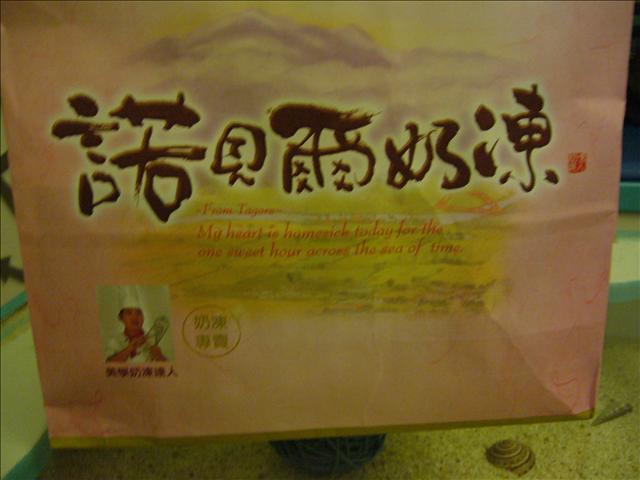 諾貝爾奶凍
~From Tagore~
My heart is homesick today for the
one sweet hour across the sea of time.
奶凍
專賣
美學奶凍達人